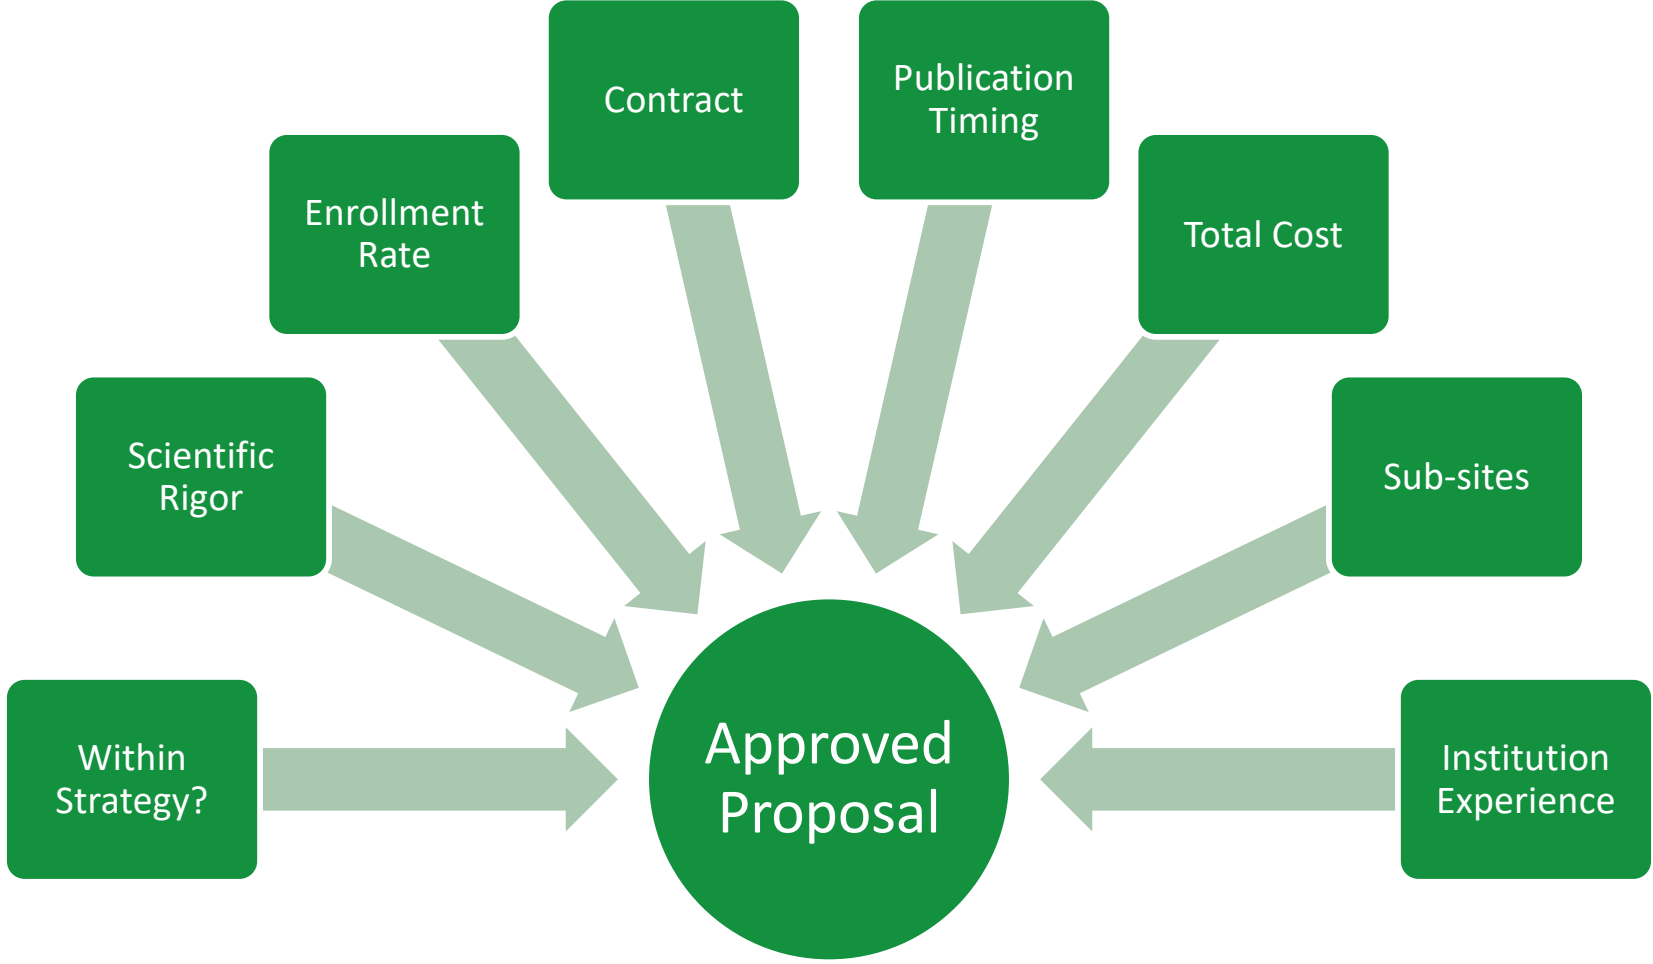 Contract
Publication
Timing
Enrollment
Rate
Total Cost
Scientific
Rigor
Sub-sites
Within
Strategy?
Approved
Proposal
Institution
Experience